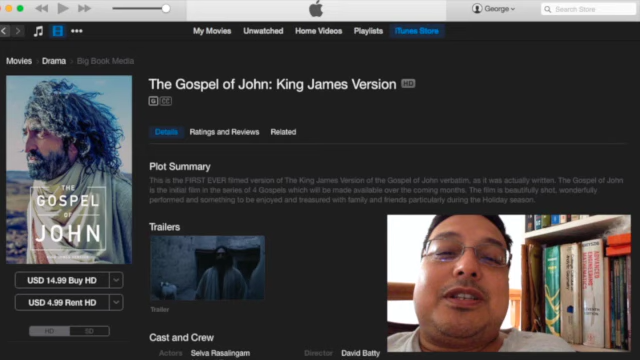 George
Search Store
My Movies
Unwatched
Home Videos
Playlists
iTunes Store
Movies
Drama
Big Book Media
The Gospel of John: King James Version HD
G CC
Details
Ratings and Reviews
Related
Plot Summary
This is the FIRST EVER filmed version of The King James Version of the Gospel of John verbatim, as it was actually written. The Gospel of John
is the initial film in the series of 4 Gospels which will be made available over the coming months. The film is beautifully shot, wonderfully
performed and something to be enjoyed and treasured with family and friends particularly during the Holiday season.
THE
GOSPEL
OF
JOHN
USD 14.99 Buy HD
USD 4.99 Rent HD
HD SD
Trailers
Trailer
Cast and Crew
Actors Selva Rasalingam
Director David Batty
ADVANCED
ENGINEERING
MATHEMATICS